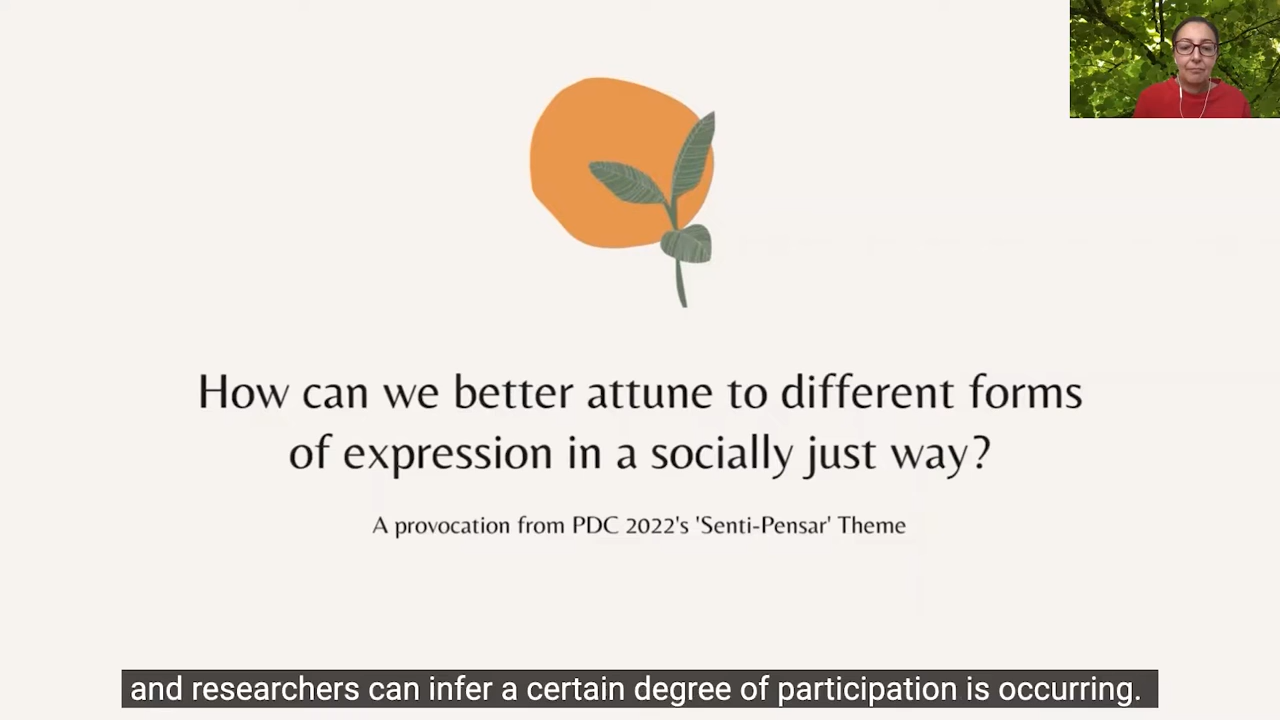 How can we better attune to different forms
of expression in a socially just way?
A provocation from PDC 2022's 'Senti-Pensar' Theme
and researchers can infer a certain degree of participation is occurring.